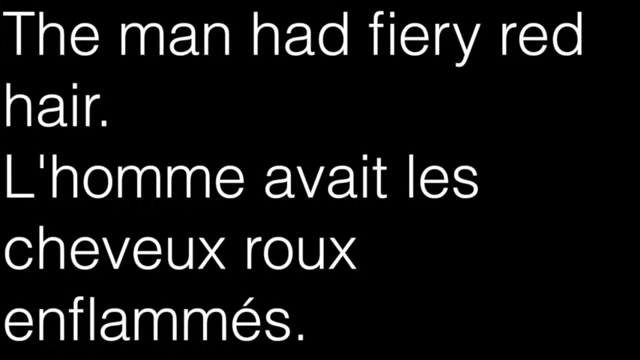 The man had fiery red
hair.
L'homme avait les
cheveux roux
enflammés.